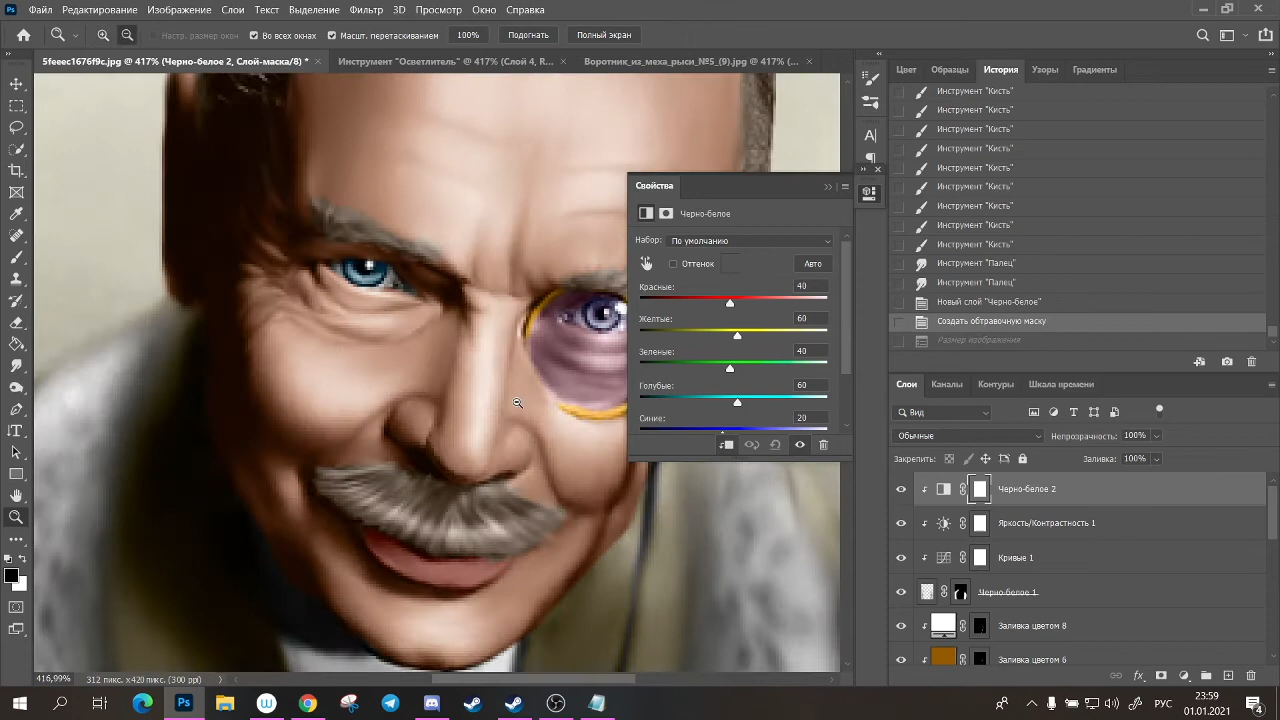 Файл Редактирование Изображение Слои Текст Выделение Фильтр 3D Просмотр Окно Справка
Настр. размер окон Во всех окнах Масшт. перетаскиванием 100% Подогнать Полный экран
5feeec1676f9c.jpg @ 417% (Черно-белое 2, Слой-маска/8) * Инструмент "Осветлитель" @ 417% (Слой 4, R... Воротник_из_меха_рыси_№5_(9).jpg @ 417% (...
Цвет Образцы История Узоры Градиенты
Инструмент "Кисть"
Инструмент "Кисть"
Инструмент "Кисть"
Инструмент "Кисть"
Инструмент "Кисть"
Инструмент "Кисть"
Инструмент "Кисть"
Инструмент "Кисть"
Инструмент "Кисть"
Инструмент "Палец"
Инструмент "Палец"
Новый слой "Черно-белое"
Создать обтравочную маску
Размер изображения
Свойства
Черно-белое
Набор: По умолчанию
Оттенок Авто
Красные: 40
Желтые: 60
Зеленые: 40
Голубые: 60
Синие: 20
Слои Каналы Контуры Шкала времени
Вид
Обычные Непрозрачность: 100%
Закрепить: Заливка: 100%
Черно-белое 2
Яркость/Контрастность 1
Кривые 1
Черно-белое 1
Заливка цветом 8
Заливка цветом 6
416,99% 312 пикс. x420 пикс. (300 ppi)
Ps W РУС 23:59
01.01.2021 4